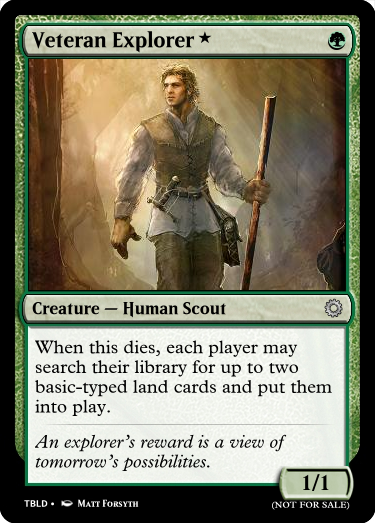 Veteran Explorer ★
Creature — Human Scout
When this dies, each player may
search their library for up to two
basic-typed land cards and put them
into play.
An explorer's reward is a view of
tomorrow's possibilities.
1/1
TBLD • Matt Forsyth
(NOT FOR SALE)